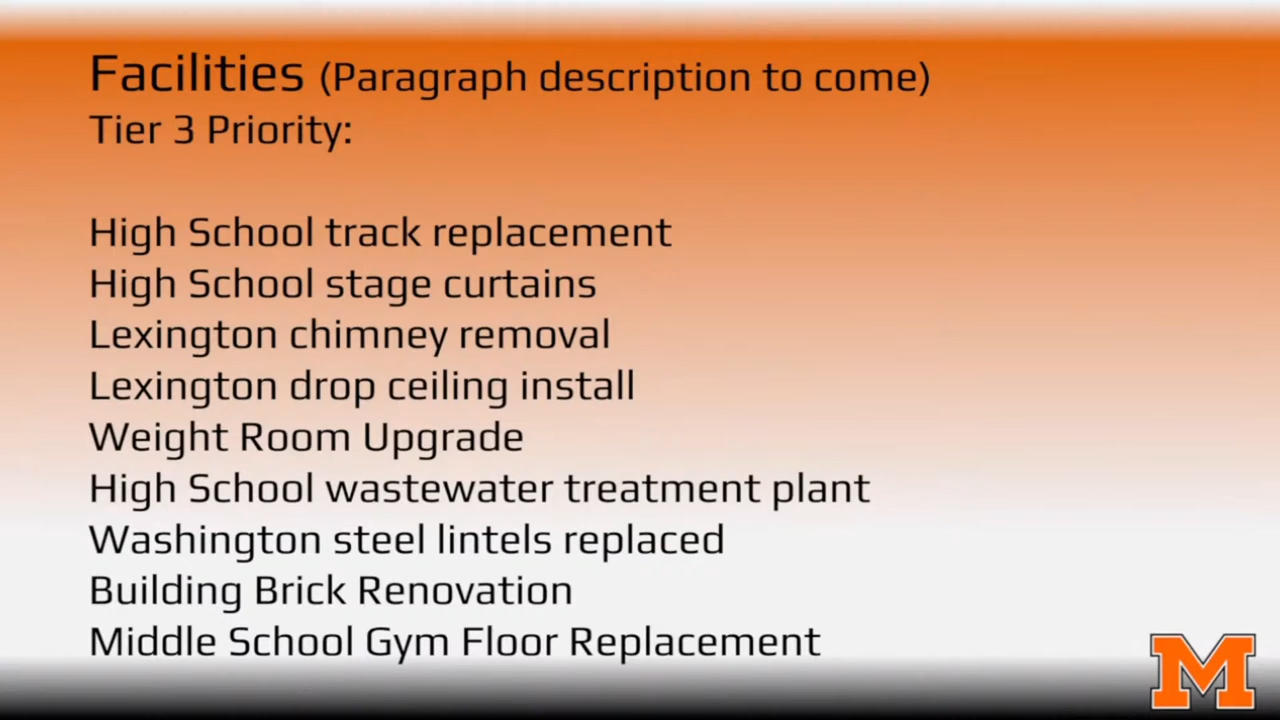 Facilities (Paragraph description to come)
Tier 3 Priority:
High School track replacement
High School stage curtains
Lexington chimney removal
Lexington drop ceiling install
Weight Room Upgrade
High School wastewater treatment plant
Washington steel lintels replaced
Building Brick Renovation
Middle School Gym Floor Replacement
M